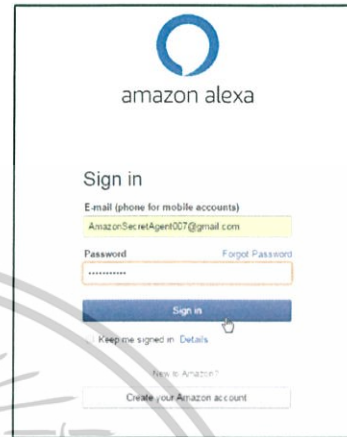 amazon alexa
Sign in
E-mail (phone for mobile accounts)
AmazonSecretAgent007@gmail.com
Password Forgot Password
Sign in
Keep me signed in Details
New to Amazon?
Create your Amazon account